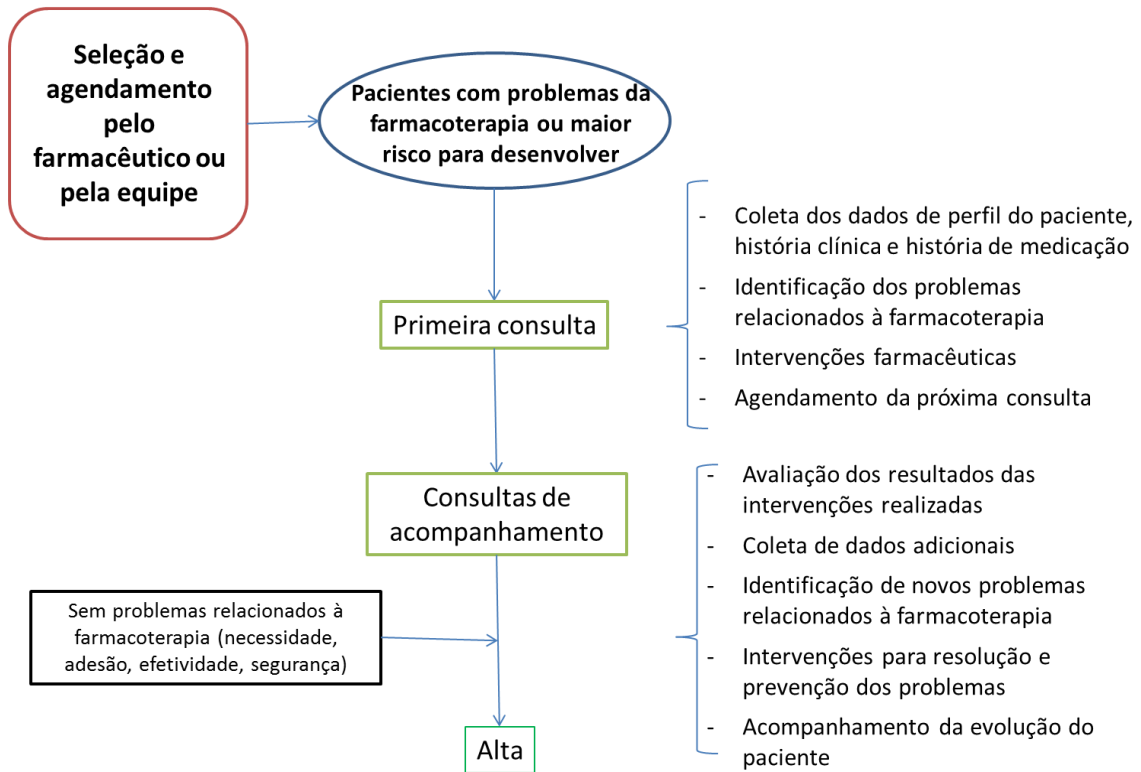 Seleção e
agendamento
pelo
farmacêutico ou
pela equipe
Pacientes com problemas da
farmacoterapia ou maior
risco para desenvolver
Primeira consulta
- Coleta dos dados de perfil do paciente,
história clínica e história de medicação
- Identificação dos problemas
relacionados à farmacoterapia
- Intervenções farmacêuticas
- Agendamento da próxima consulta
Consultas de
acompanhamento
- Avaliação dos resultados das
intervenções realizadas
- Coleta de dados adicionais
- Identificação de novos problemas
relacionados à farmacoterapia
- Intervenções para resolução e
prevenção dos problemas
- Acompanhamento da evolução do
paciente
Sem problemas relacionados à
farmacoterapia (necessidade,
adesão, efetividade, segurança)
Alta